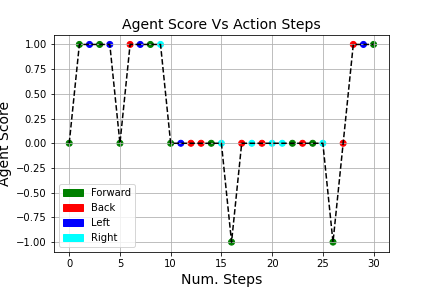 Agent Score Vs Action Steps
Agent Score
1.00
0.75
0.50
0.25
0.00
−0.25
−0.50
−0.75
−1.00
Forward
Back
Left
Right
0 5 10 15 20 25 30
Num. Steps